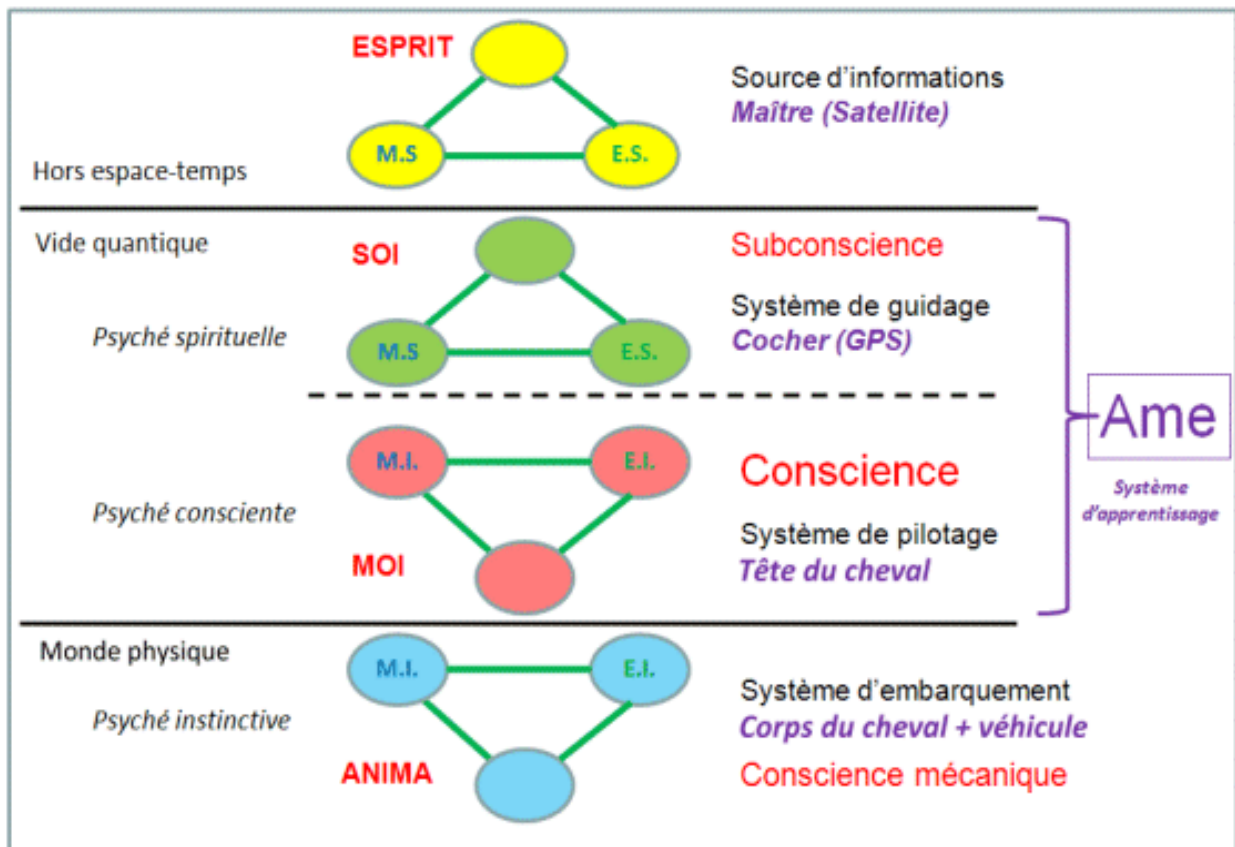 ESPRIT
Source d'informations
Maître (Satellite)
M.S
E.S.
Hors espace-temps
Vide quantique
SOI
Subconscience
Psyché spirituelle
M.S
E.S.
Système de guidage
Cocher (GPS)
Ame
Système
d'apprentissage
M.I.
E.I.
Conscience
Psyché consciente
Système de pilotage
MOI
Tête du cheval
Monde physique
M.I.
E.I.
Psyché instinctive
Système d'embarquement
Corps du cheval + véhicule
ANIMA
Conscience mécanique